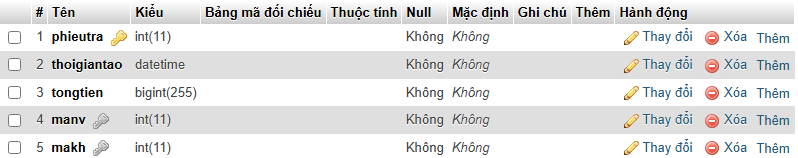 # Tên Kiểu Bảng mã đối chiếu Thuộc tính Null Mặc định Ghi chú Thêm Hành động
1 phieutra int(11) Không Không Thay đổi Xóa Thêm
2 thoigiantao datetime Không Không Thay đổi Xóa Thêm
3 tongtien bigint(255) Không Không Thay đổi Xóa Thêm
4 manv int(11) Không Không Thay đổi Xóa Thêm
5 makh int(11) Không Không Thay đổi Xóa Thêm